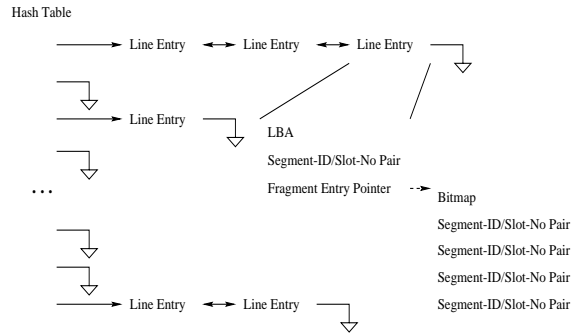 Hash Table
Line Entry
Line Entry
Line Entry
Line Entry
LBA
Segment-ID/Slot-No Pair
Fragment Entry Pointer
...
Bitmap
Segment-ID/Slot-No Pair
Segment-ID/Slot-No Pair
Segment-ID/Slot-No Pair
Segment-ID/Slot-No Pair
Line Entry
Line Entry